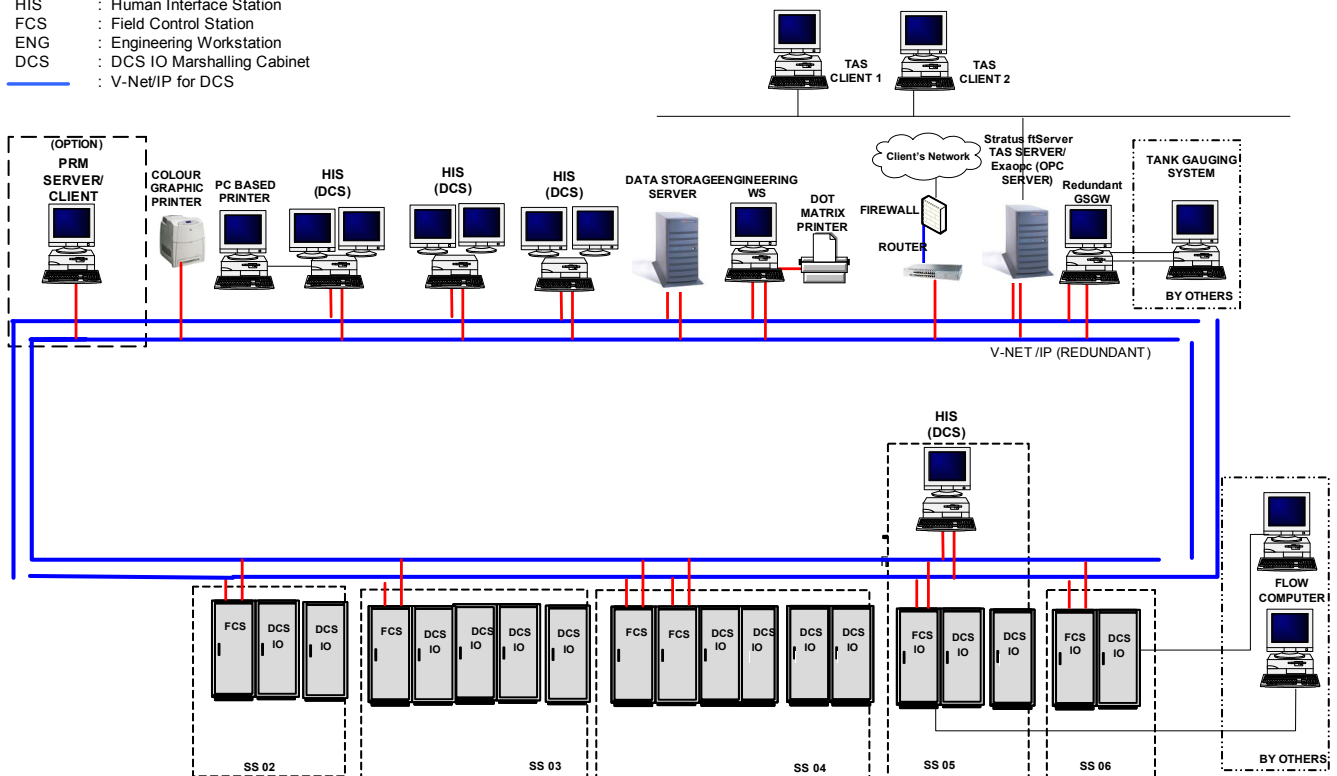 HIS : Human Interface Station
FCS : Field Control Station
ENG : Engineering Workstation
DCS : DCS IO Marshalling Cabinet
: V-Net/IP for DCS
TAS
CLIENT 1
TAS
CLIENT 2
(OPTION)
PRM
SERVER/
CLIENT
COLOUR
GRAPHIC
PRINTER
PC BASED
PRINTER
HIS
(DCS)
HIS
(DCS)
HIS
(DCS)
DATA STORAGE
SERVER
ENGINEERING
WS
DOT
MATRIX
PRINTER
Client's Network
FIREWALL
ROUTER
Stratus ftServer
TAS SERVER/
Exaopc (OPC
SERVER)
Redundant
GSGW
TANK GAUGING
SYSTEM
BY OTHERS
V-NET /IP (REDUNDANT)
HIS
(DCS)
FLOW
COMPUTER
BY OTHERS
FCS
DCS
IO
DCS
IO
SS 02
FCS
DCS
IO
DCS
IO
DCS
IO
DCS
IO
SS 03
FCS
FCS
DCS
IO
DCS
IO
DCS
IO
DCS
IO
SS 04
FCS
IO
DCS
IO
DCS
IO
SS 05
FCS
IO
DCS
IO
SS 06